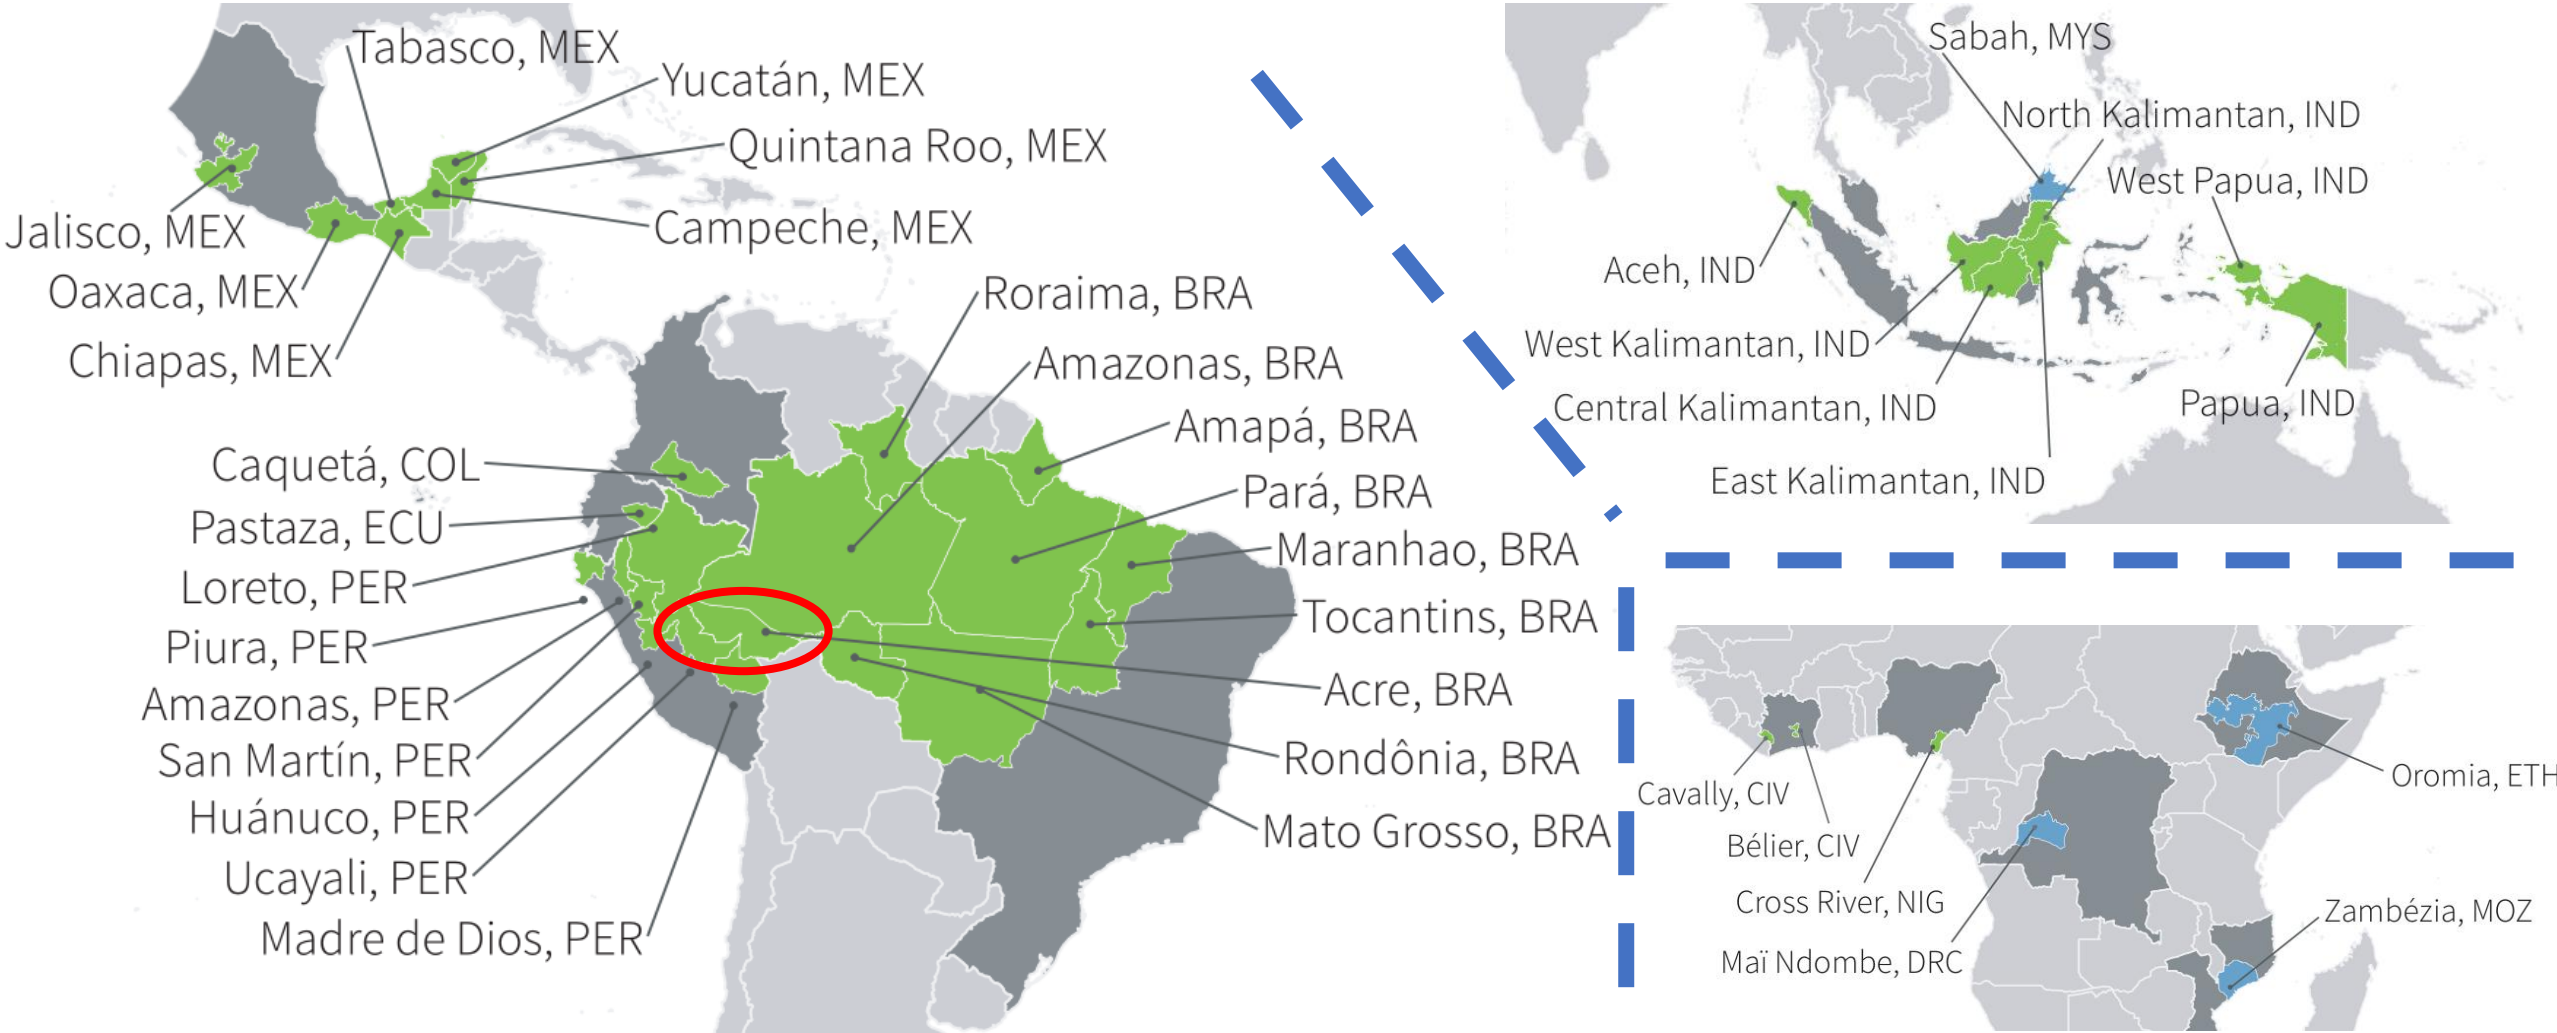 Tabasco, MEX
Yucatán, MEX
Quintana Roo, MEX
Campeche, MEX
Jalisco, MEX
Oaxaca, MEX
Chiapas, MEX
Roraima, BRA
Amazonas, BRA
Amapá, BRA
Pará, BRA
Maranhao, BRA
Tocantins, BRA
Acre, BRA
Rondônia, BRA
Mato Grosso, BRA
Caquetá, COL
Pastaza, ECU
Loreto, PER
Piura, PER
Amazonas, PER
San Martín, PER
Huánuco, PER
Ucayali, PER
Madre de Dios, PER
Sabah, MYS
North Kalimantan, IND
West Papua, IND
Aceh, IND
West Kalimantan, IND
Central Kalimantan, IND
Papua, IND
East Kalimantan, IND
Oromia, ETH
Cavally, CIV
Bélier, CIV
Cross River, NIG
Zambézia, MOZ
Maï Ndombe, DRC